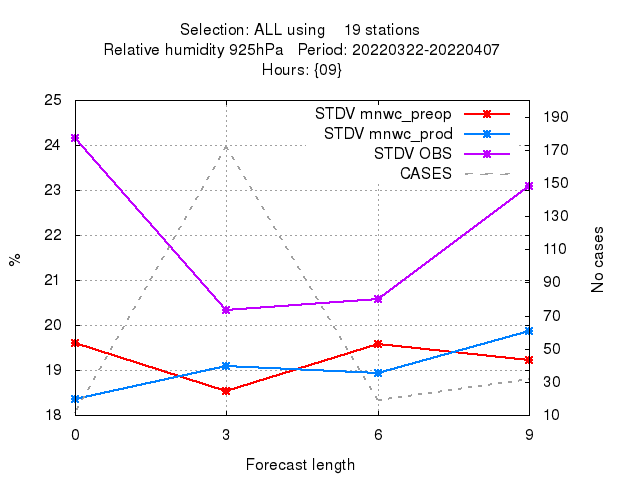 Selection: ALL using    19 stations
Relative humidity 925hPa   Period: 20220322-20220407
Hours: {09}
STDV mnwc_preop
STDV mnwc_prod
STDV OBS
CASES
25
24
23
22
21
20
19
18
%
190
170
150
130
110
90
70
50
30
10
No cases
0 3 6 9
Forecast length